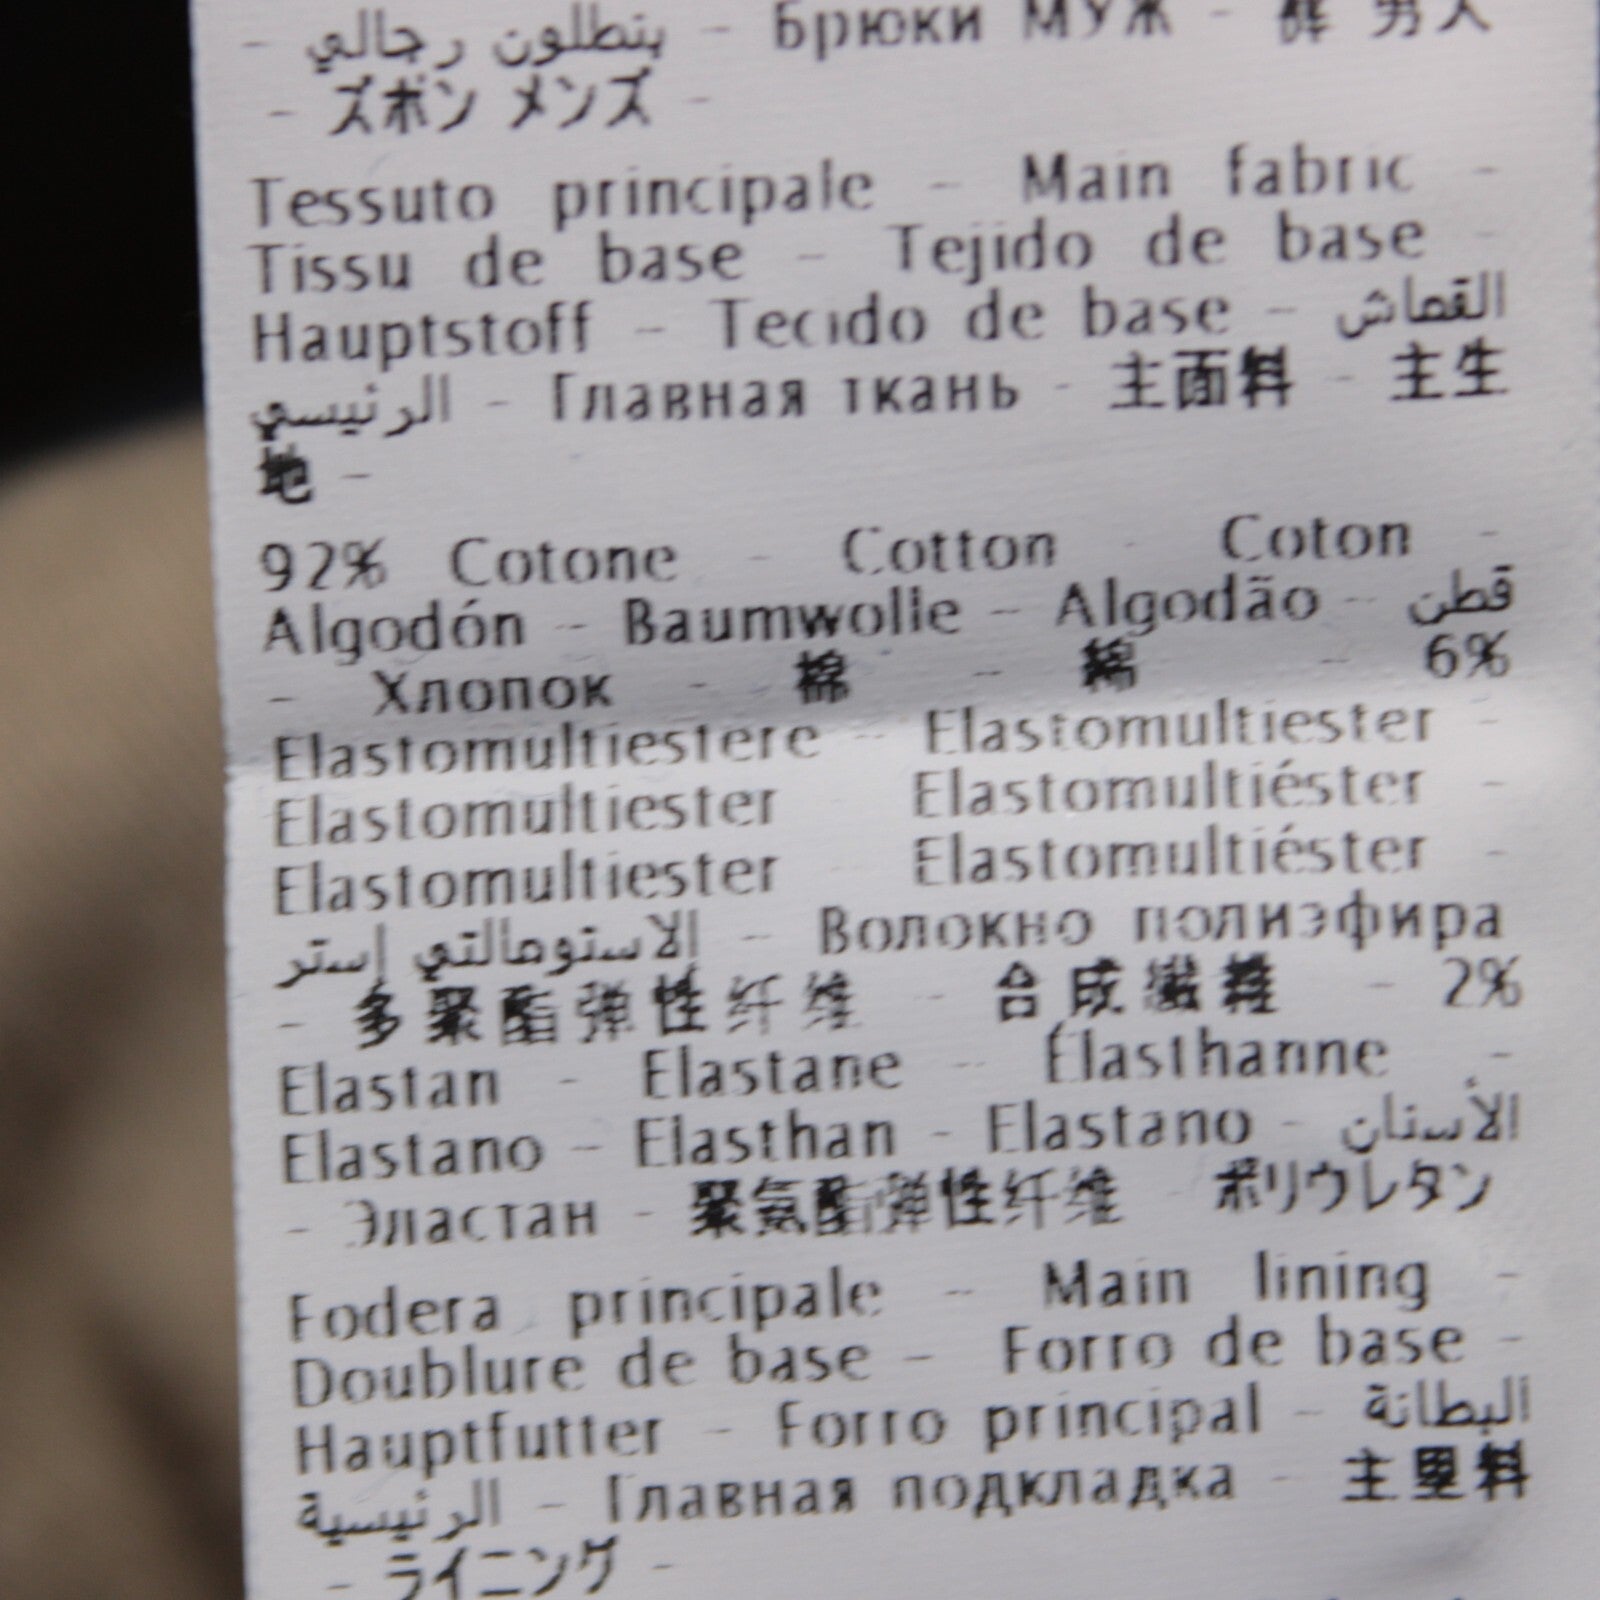 - بنطلون رجالي - Брюки МУЖ - 裤 男人
- ズボン メンズ -
Tessuto principale - Main fabric -
Tissu de base - Tejido de base -
Hauptstoff - Tecido de base - القماش
الرئيسي - Главная ткань - 主面料 - 主生
地 -
92% Cotone - Cotton - Coton -
Algodón - Baumwolle - Algodão - قطن
- Хлопок - 棉 - 綿 - 6%
Elastomultiestere - Elastomultiester -
Elastomultiester - Elastomultiéster -
Elastomultiester - Elastomultiéster -
الاستومالتي إستر - Волокно полиэфира
- 多聚酯弹性纤维 - 合成繊維 - 2%
Elastan - Elastane - Élasthanne -
Elastano - Elasthan - Elastano - الأستان
- Эластан - 聚氨酯弹性纤维 - ポリウレタン
Fodera principale - Main lining -
Doublure de base - Forro de base -
Hauptfutter - Forro principal - البطانة
الرئيسية - Главная подкладка - 主里料
- ライニング -